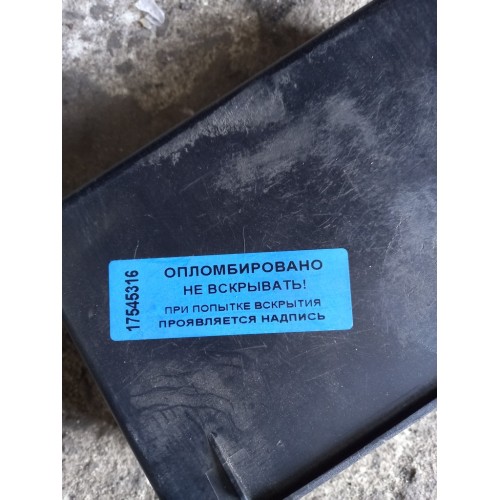 17545316
ОПЛОМБИРОВАНО
НЕ ВСКРЫВАТЬ!
ПРИ ПОПЫТКЕ ВСКРЫТИЯ
ПРОЯВЛЯЕТСЯ НАДПИСЬ